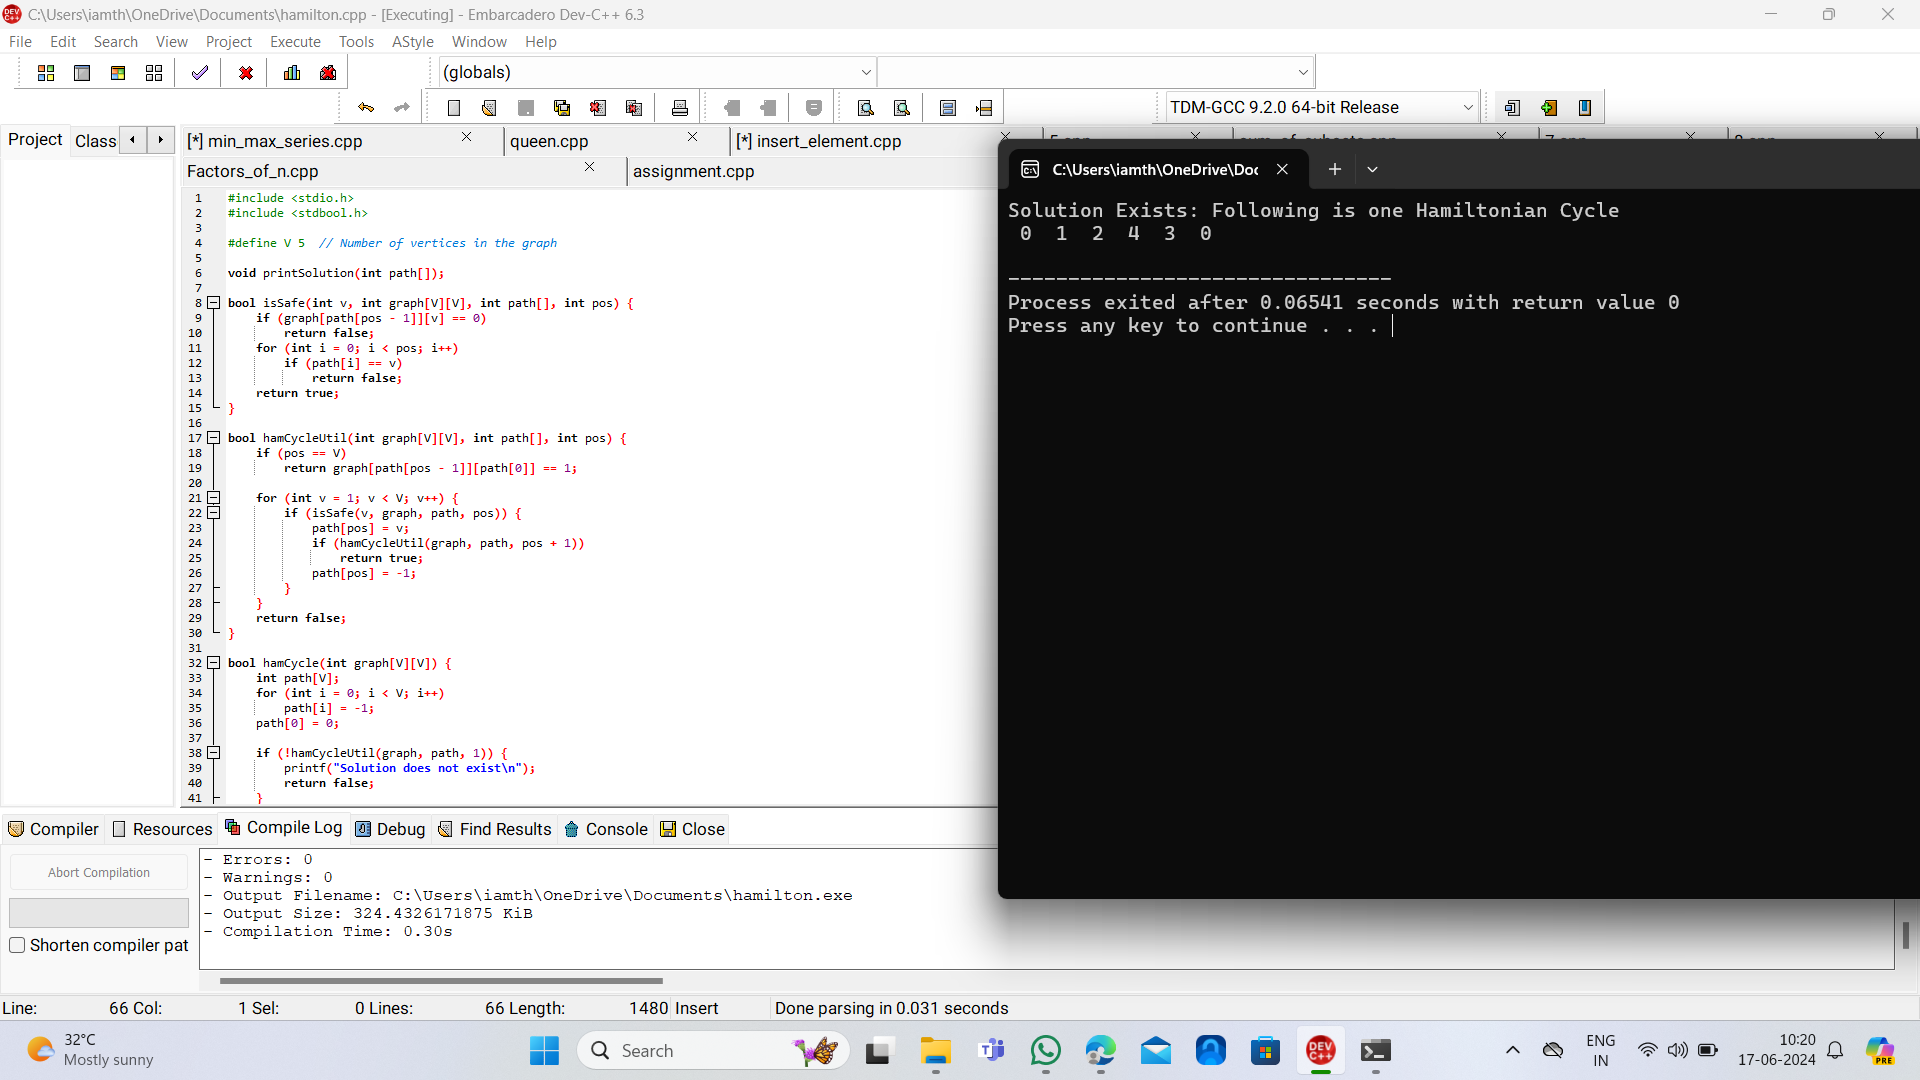 C:\Users\iamth\OneDrive\Documents\hamilton.cpp - [Executing] - Embarcadero Dev-C++ 6.3
File Edit Search View Project Execute Tools AStyle Window Help
(globals)
TDM-GCC 9.2.0 64-bit Release
Project Class
[*] min_max_series.cpp queen.cpp [*] insert_element.cpp
Factors_of_n.cpp assignment.cpp
1 #include <stdio.h>
2 #include <stdbool.h>
3
4 #define V 5 // Number of vertices in the graph
5
6 void printSolution(int path[]);
7
8 bool isSafe(int v, int graph[V][V], int path[], int pos) {
9 if (graph[path[pos - 1]][v] == 0)
10 return false;
11 for (int i = 0; i < pos; i++)
12 if (path[i] == v)
13 return false;
14 return true;
15 }
16
17 bool hamCycleUtil(int graph[V][V], int path[], int pos) {
18 if (pos == V)
19 return graph[path[pos - 1]][path[0]] == 1;
20
21 for (int v = 1; v < V; v++) {
22 if (isSafe(v, graph, path, pos)) {
23 path[pos] = v;
24 if (hamCycleUtil(graph, path, pos + 1))
25 return true;
26 path[pos] = -1;
27 }
28 }
29 return false;
30 }
31
32 bool hamCycle(int graph[V][V]) {
33 int path[V];
34 for (int i = 0; i < V; i++)
35 path[i] = -1;
36 path[0] = 0;
37
38 if (!hamCycleUtil(graph, path, 1)) {
39 printf("Solution does not exist\n");
40 return false;
41 }
C:\Users\iamth\OneDrive\Doc
Solution Exists: Following is one Hamiltonian Cycle
0 1 2 4 3 0
--------------------------------
Process exited after 0.06541 seconds with return value 0
Press any key to continue . . .
Compiler Resources Compile Log Debug Find Results Console Close
Abort Compilation
Shorten compiler pat
- Errors: 0
- Warnings: 0
- Output Filename: C:\Users\iamth\OneDrive\Documents\hamilton.exe
- Output Size: 324.4326171875 KiB
- Compilation Time: 0.30s
Line: 66 Col: 1 Sel: 0 Lines: 66 Length: 1480 Insert Done parsing in 0.031 seconds
32°C
Mostly sunny
Search
DEV C++
ENG
IN
10:20
17-06-2024
PRE